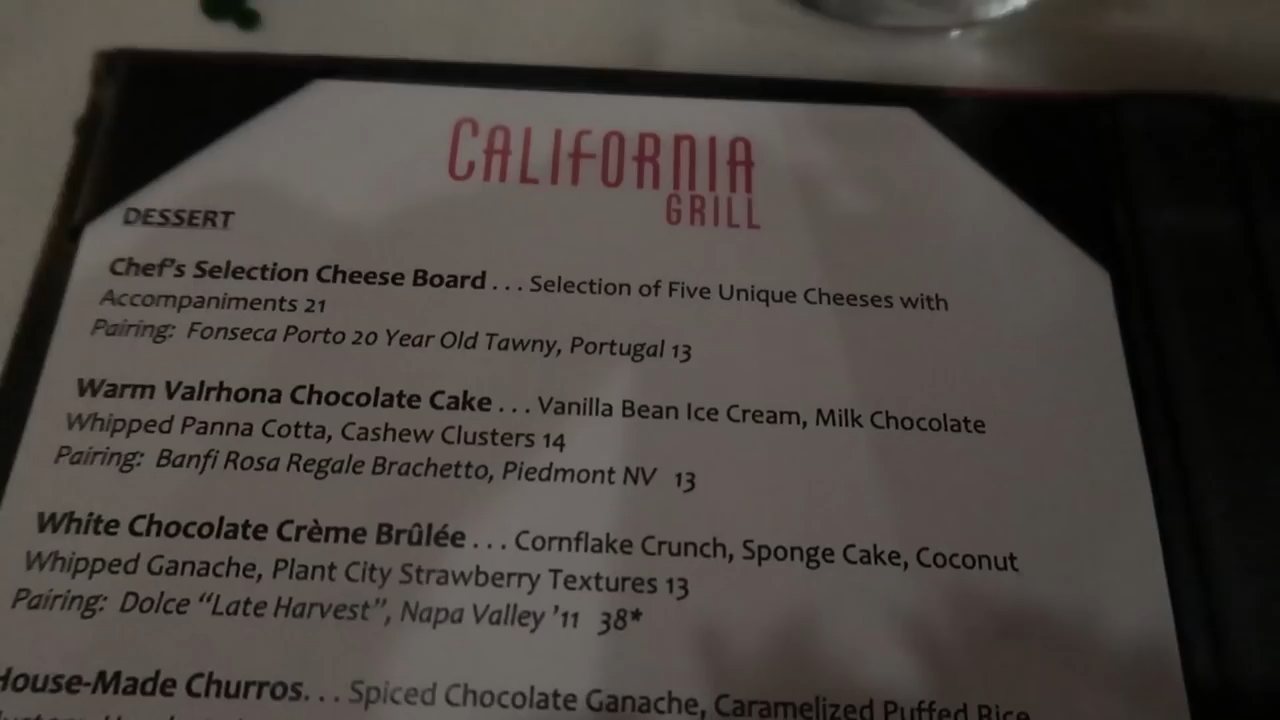 CALIFORNIA
GRILL
DESSERT
Chef's Selection Cheese Board . . . Selection of Five Unique Cheeses with
Accompaniments 21
Pairing: Fonseca Porto 20 Year Old Tawny, Portugal 13
Warm Valrhona Chocolate Cake . . . Vanilla Bean Ice Cream, Milk Chocolate
Whipped Panna Cotta, Cashew Clusters 14
Pairing: Banfi Rosa Regale Brachetto, Piedmont NV 13
White Chocolate Crème Brûlée . . . Cornflake Crunch, Sponge Cake, Coconut
Whipped Ganache, Plant City Strawberry Textures 13
Pairing: Dolce “Late Harvest”, Napa Valley ’11 38*
House-Made Churros. . . Spiced Chocolate Ganache, Caramelized Puffed Rice